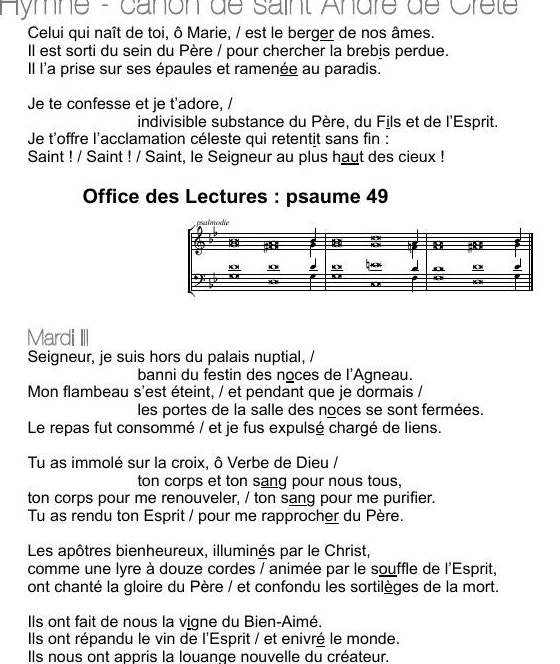 Hymne - canon de saint André de Crète
Celui qui naît de toi, ô Marie, / est le berger de nos âmes.
Il est sorti du sein du Père / pour chercher la brebis perdue.
Il l’a prise sur ses épaules et ramenée au paradis.
Je te confesse et je t’adore, /
indivisible substance du Père, du Fils et de l’Esprit.
Je t’offre l’acclamation céleste qui retentit sans fin :
Saint ! / Saint ! / Saint, le Seigneur au plus haut des cieux !
Office des Lectures : psaume 49
psalmodie
Mardi III
Seigneur, je suis hors du palais nuptial, /
banni du festin des noces de l’Agneau.
Mon flambeau s’est éteint, / et pendant que je dormais /
les portes de la salle des noces se sont fermées.
Le repas fut consommé / et je fus expulsé chargé de liens.
Tu as immolé sur la croix, ô Verbe de Dieu /
ton corps et ton sang pour nous tous,
ton corps pour me renouveler, / ton sang pour me purifier.
Tu as rendu ton Esprit / pour me rapprocher du Père.
Les apôtres bienheureux, illuminés par le Christ,
comme une lyre à douze cordes / animée par le souffle de l’Esprit,
ont chanté la gloire du Père / et confondu les sortilèges de la mort.
Ils ont fait de nous la vigne du Bien-Aimé.
Ils ont répandu le vin de l’Esprit / et enivré le monde.
Ils nous ont appris la louange nouvelle du créateur.